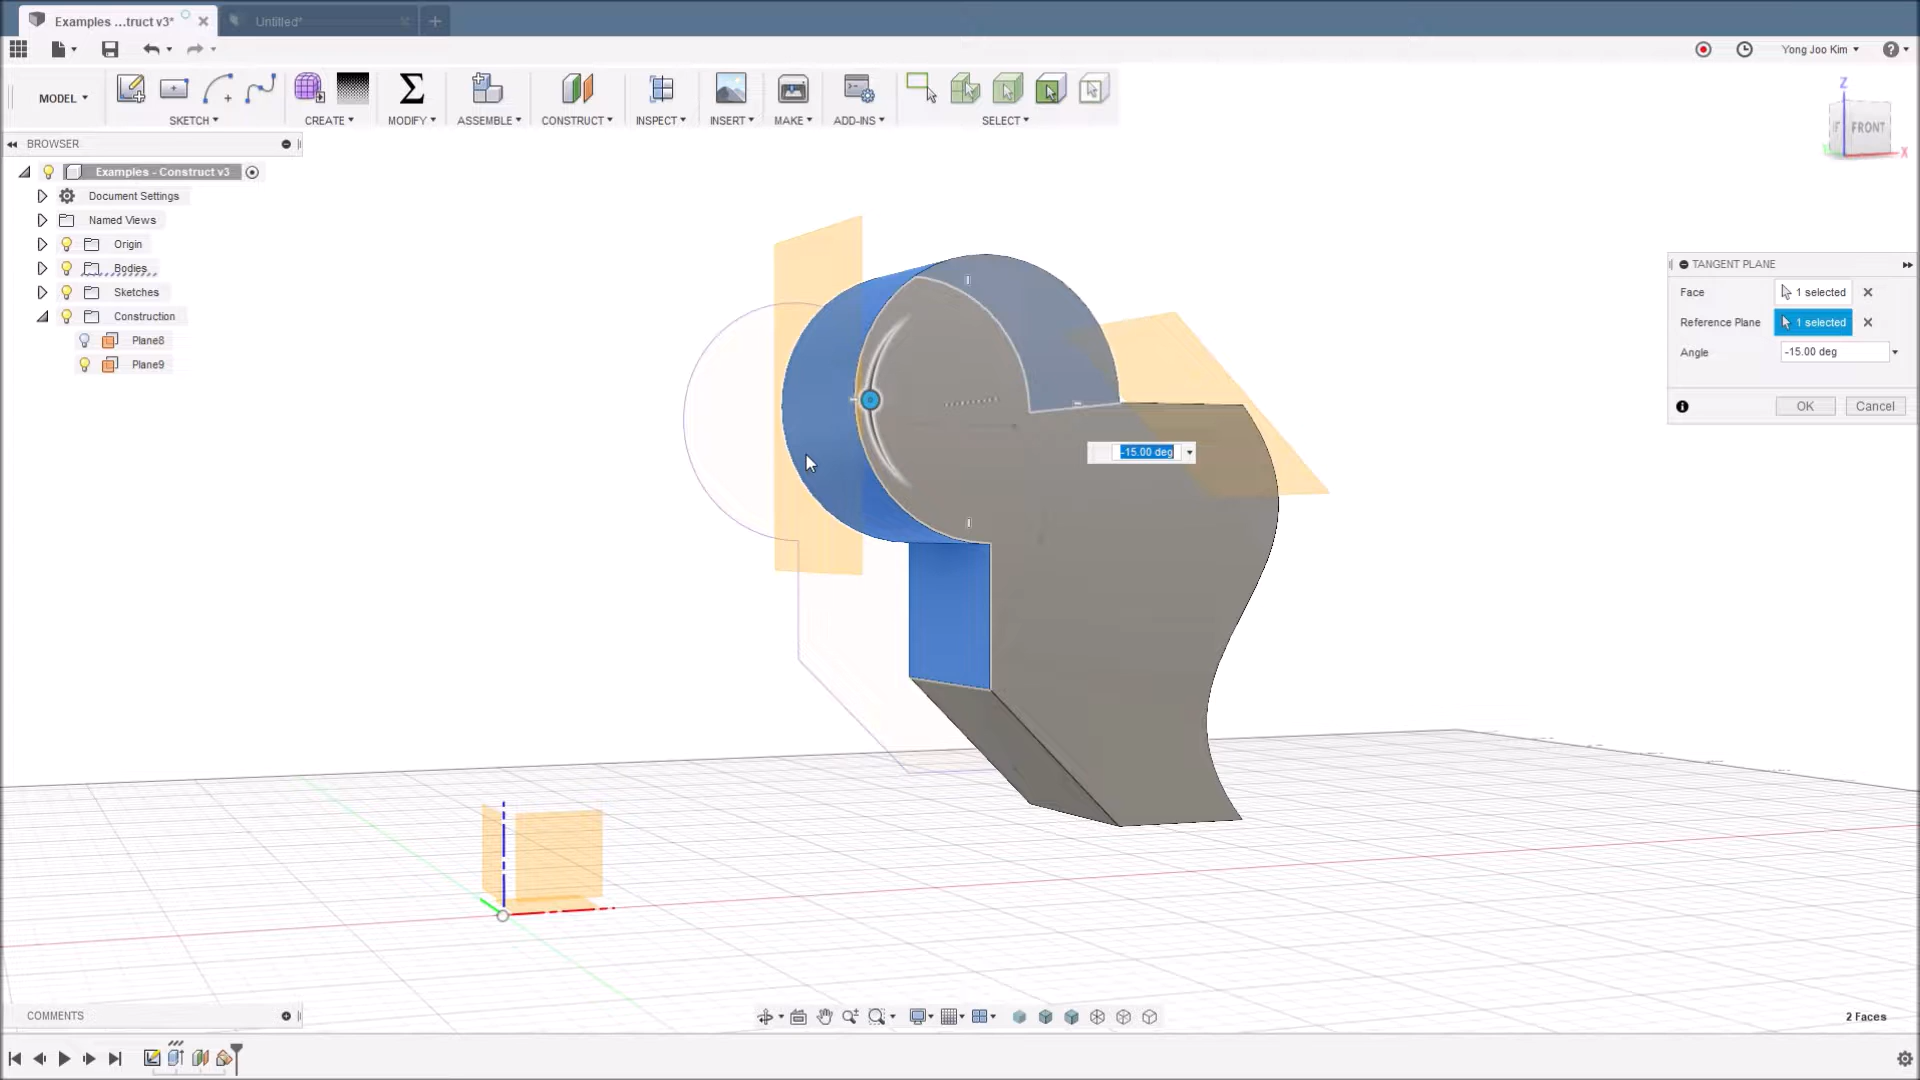 Examples ...truct v3*
Untitled*
Yong Joo Kim
MODEL
SKETCH
CREATE
MODIFY
ASSEMBLE
CONSTRUCT
INSPECT
INSERT
MAKE
ADD-INS
SELECT
Z
FRONT
X
BROWSER
Examples - Construct v3
Document Settings
Named Views
Origin
Bodies
Sketches
Construction
Plane8
Plane9
TANGENT PLANE
Face
1 selected
Reference Plane
1 selected
Angle
-15.00 deg
OK
Cancel
-15.00 deg
COMMENTS
2 Faces